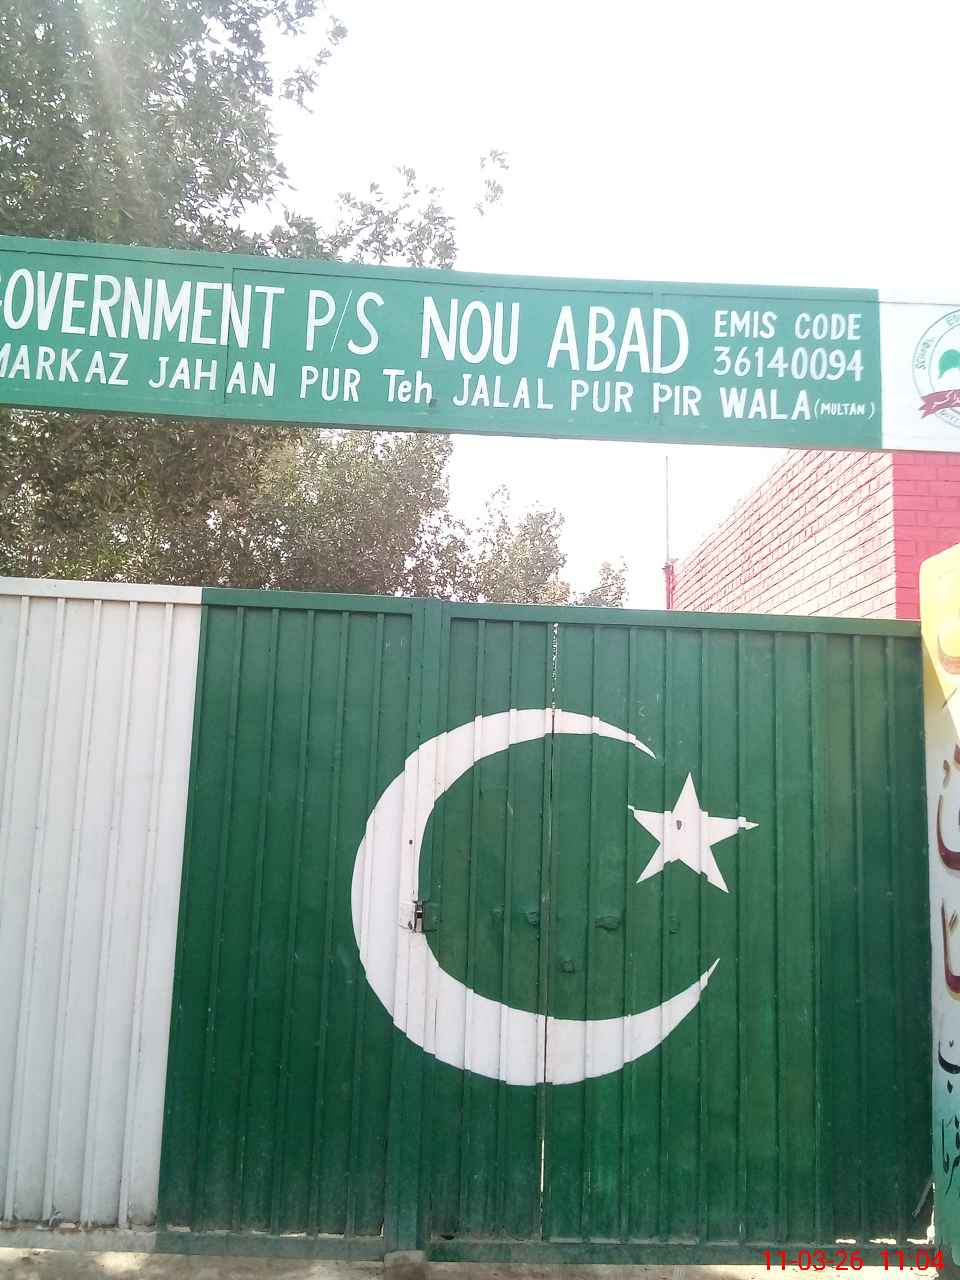 GOVERNMENT P/S NOU ABAD
EMIS CODE
36140094
MARKAZ JAHAN PUR Teh JALAL PUR PIR WALA (MULTAN)
11-03-26 11:04